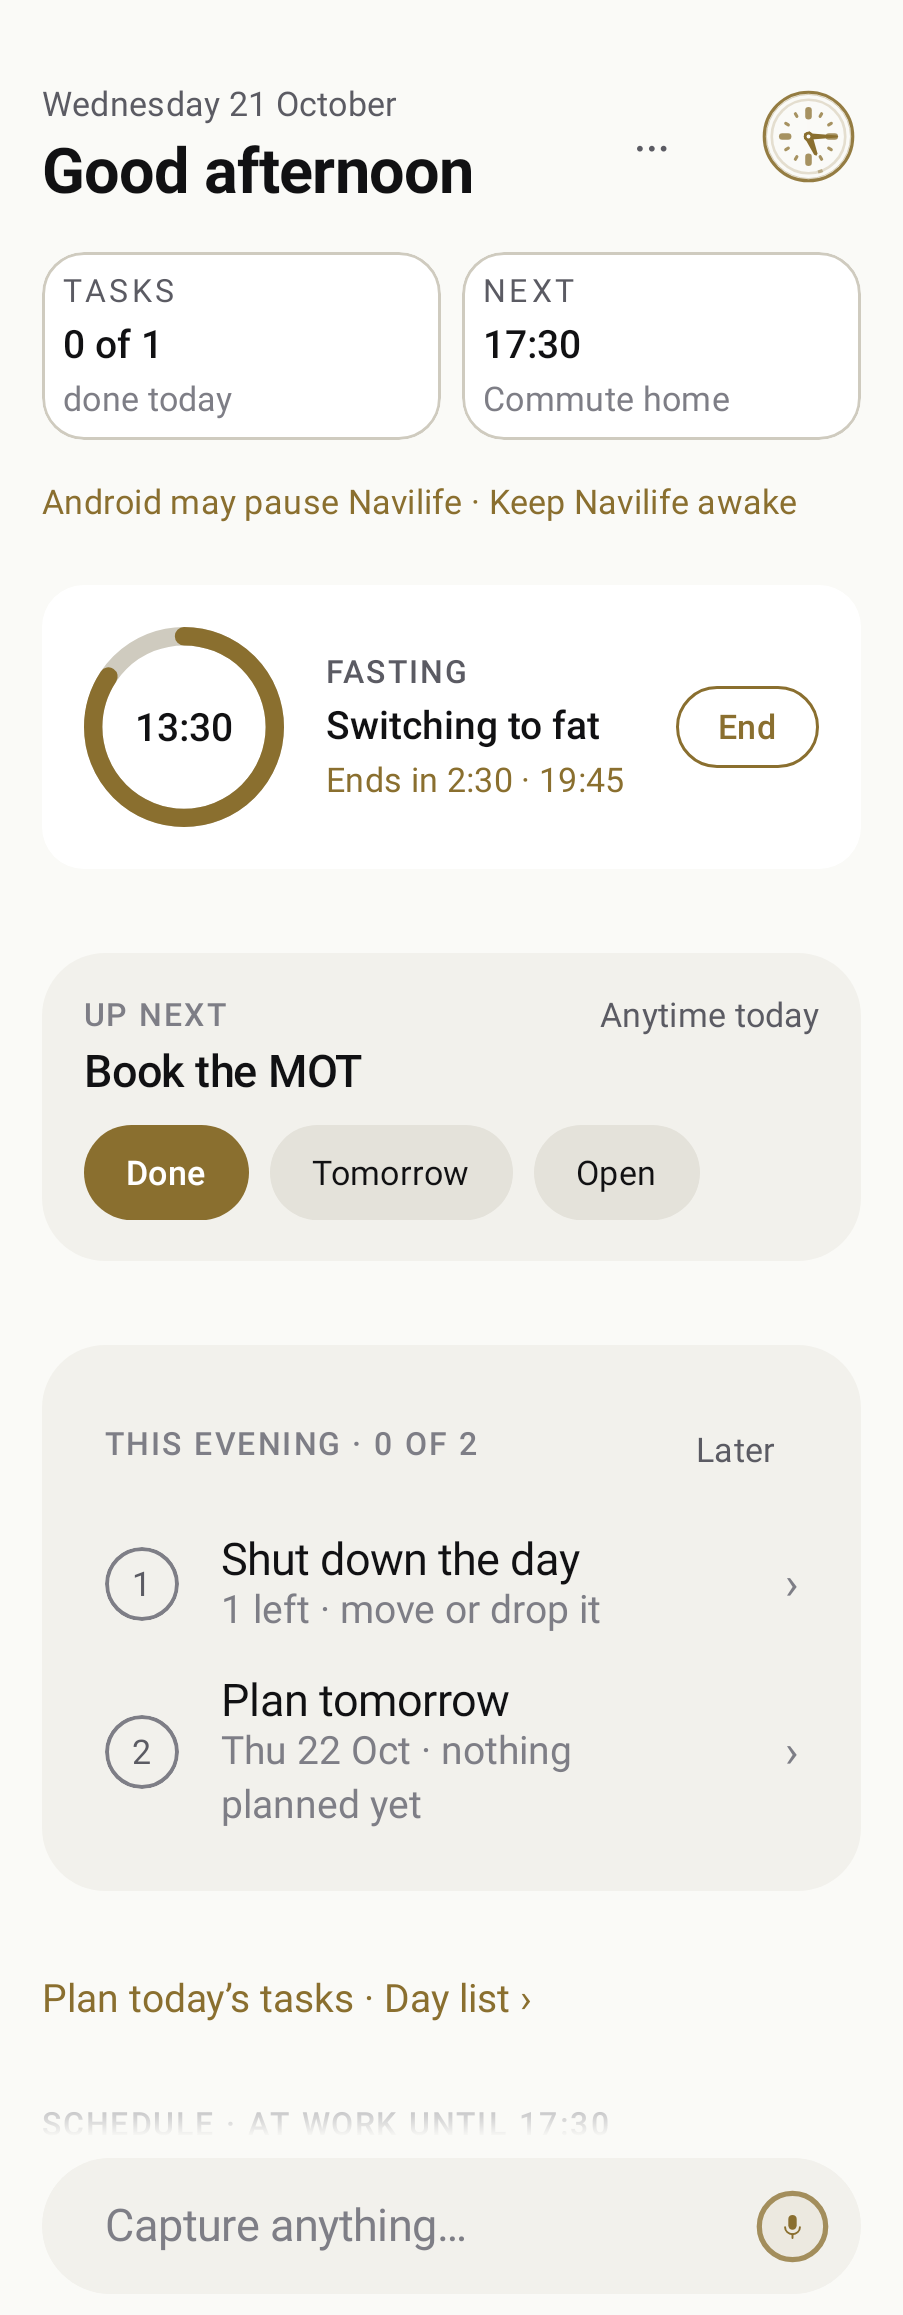 Wednesday 21 October
Good afternoon
...
TASKS
0 of 1
done today
NEXT
17:30
Commute home
Android may pause Navilife · Keep Navilife awake
13:30
FASTING
Switching to fat
Ends in 2:30 · 19:45
End
UP NEXT
Anytime today
Book the MOT
Done
Tomorrow
Open
THIS EVENING · 0 OF 2
Later
1
Shut down the day
1 left · move or drop it
›
2
Plan tomorrow
Thu 22 Oct · nothing
planned yet
›
Plan today’s tasks · Day list ›
SCHEDULE · AT WORK UNTIL 17:30
Capture anything…